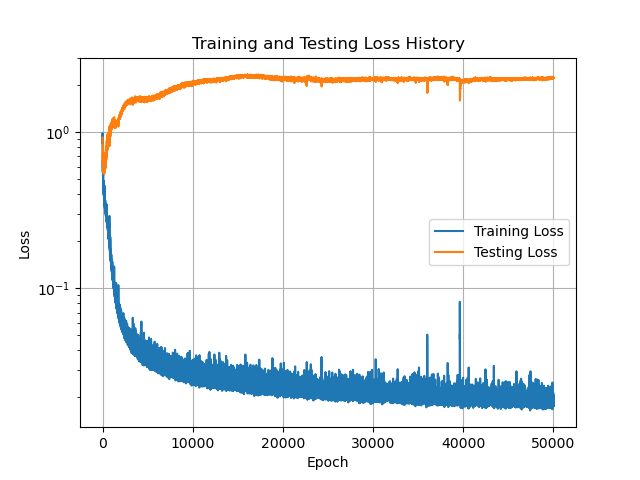 Training and Testing Loss History
Loss
10⁰
10⁻¹
Training Loss
Testing Loss
0 10000 20000 30000 40000 50000
Epoch